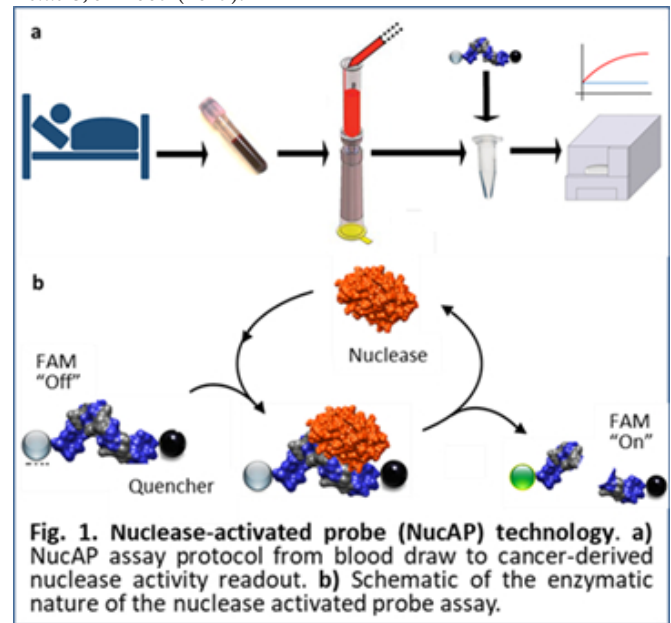 a
b
Nuclease
FAM
"Off"
FAM
"On"
Quencher
Fig. 1. Nuclease-activated probe (NucAP) technology. a)
NucAP assay protocol from blood draw to cancer-derived
nuclease activity readout. b) Schematic of the enzymatic
nature of the nuclease activated probe assay.